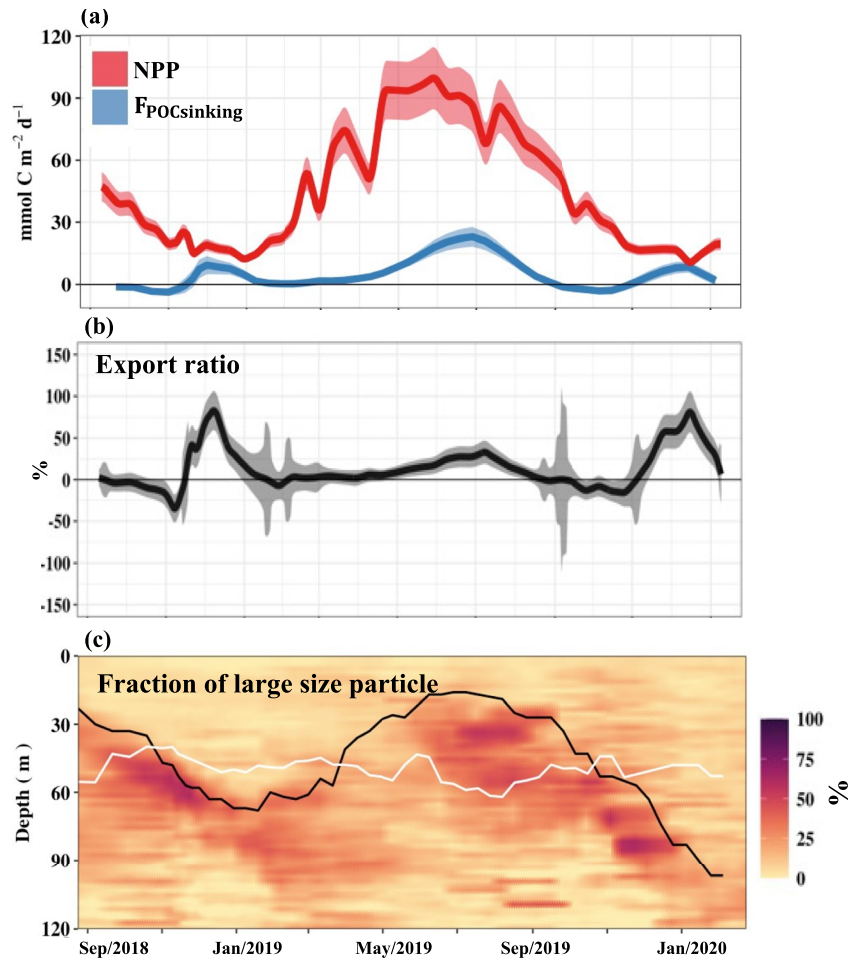 (a)
120
90
60
30
0
mmol C m⁻² d⁻¹
NPP
F_POCsinking
(b)
150
100
50
0
-50
-100
-150
%
Export ratio
(c)
0
30
60
90
120
Depth ( m )
Fraction of large size particle
100
75
50
25
0
%
Sep/2018 Jan/2019 May/2019 Sep/2019 Jan/2020